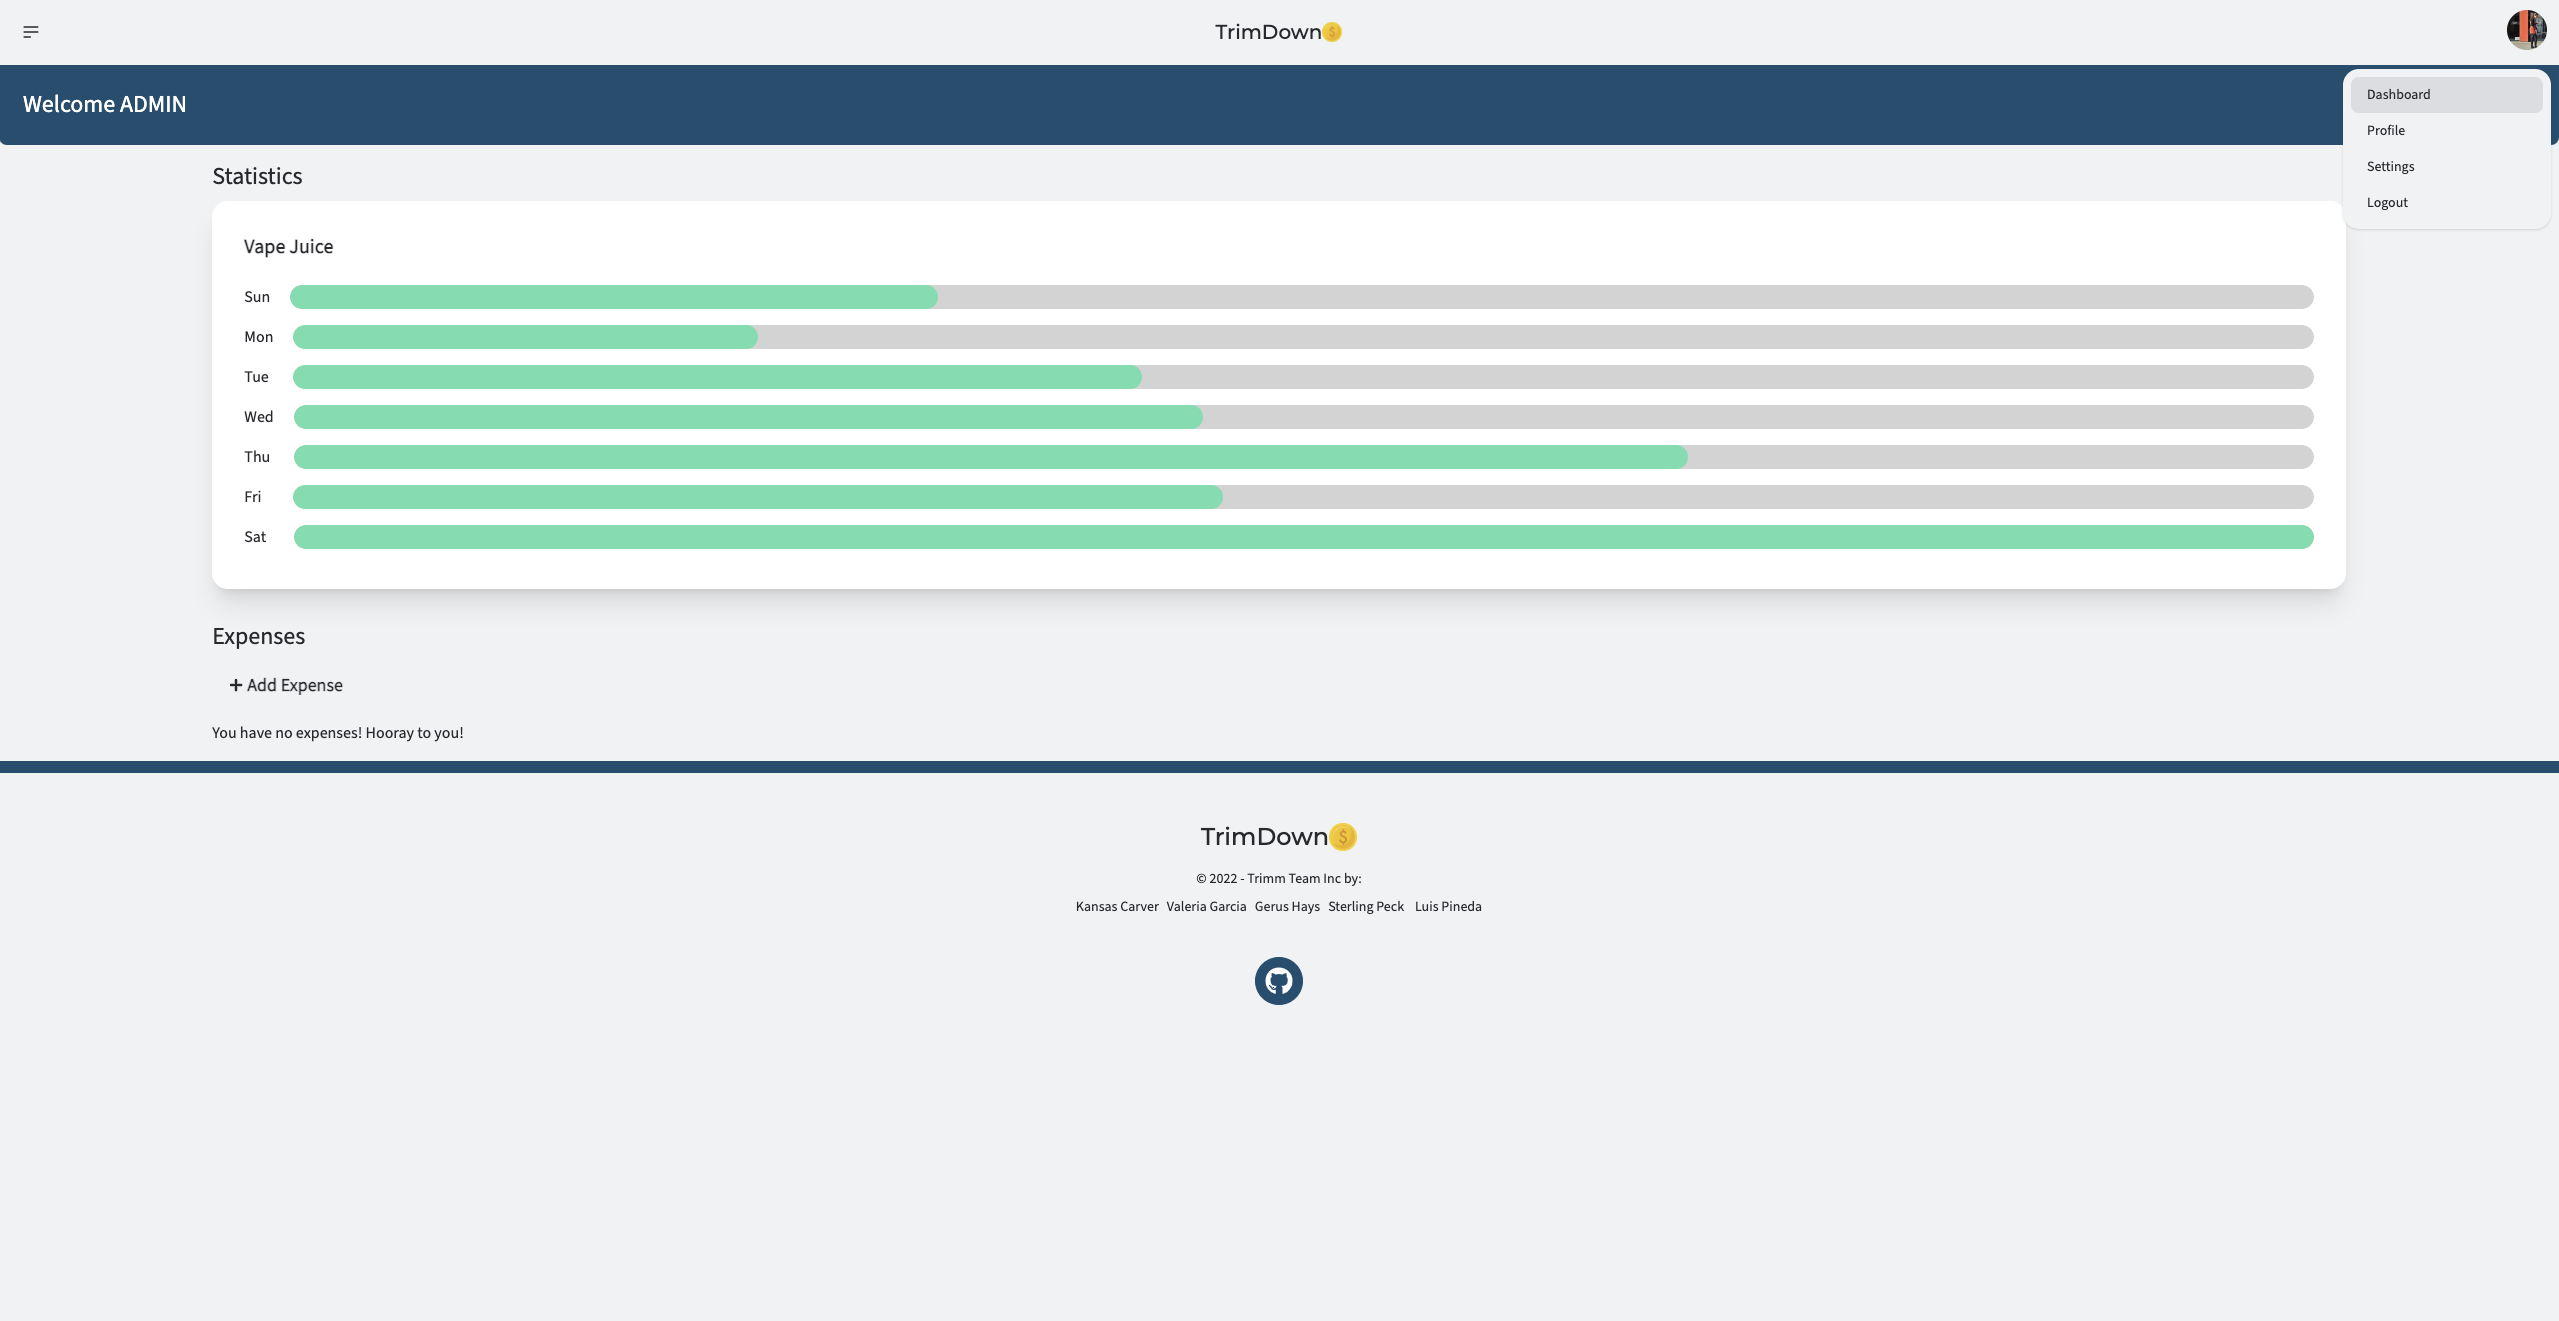 TrimDown
Welcome ADMIN
Dashboard
Profile
Settings
Logout
Statistics
Vape Juice
Sun
Mon
Tue
Wed
Thu
Fri
Sat
Expenses
+ Add Expense
You have no expenses! Hooray to you!
TrimDown
© 2022 - Trimm Team Inc by:
Kansas Carver Valeria Garcia Gerus Hays Sterling Peck Luis Pineda